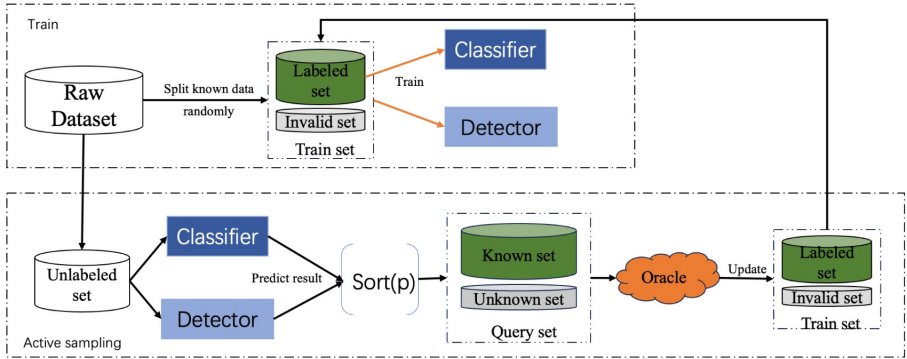 Train
Raw
Dataset
Split known data
randomly
Labeled
set
Invalid set
Train set
Train
Classifier
Detector
Unlabeled
set
Classifier
Detector
Predict result
Sort(p)
Known set
Unknown set
Query set
Oracle
Update
Labeled
set
Invalid set
Train set
Active sampling